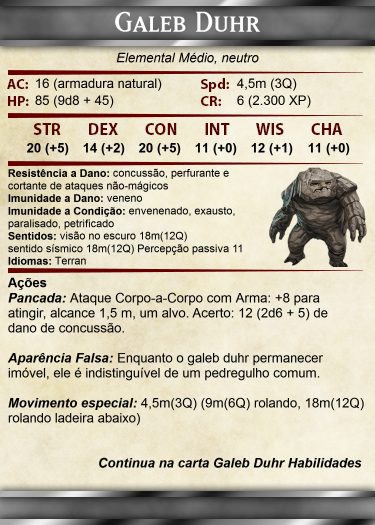 Galeb Duhr
Elemental Médio, neutro
AC: 16 (armadura natural) Spd: 4,5m (3Q)
HP: 85 (9d8 + 45) CR: 6 (2.300 XP)
STR DEX CON INT WIS CHA
20 (+5) 14 (+2) 20 (+5) 11 (+0) 12 (+1) 11 (+0)
Resistência a Dano: concussão, perfurante e
cortante de ataques não-mágicos
Imunidade a Dano: veneno
Imunidade a Condição: envenenado, exausto,
paralisado, petrificado
Sentidos: visão no escuro 18m(12Q)
sentido sísmico 18m(12Q) Percepção passiva 11
Idiomas: Terran
Ações
Pancada: Ataque Corpo-a-Corpo com Arma: +8 para
atingir, alcance 1,5 m, um alvo. Acerto: 12 (2d6 + 5) de
dano de concussão.
Aparência Falsa: Enquanto o galeb duhr permanecer
imóvel, ele é indistinguível de um pedregulho comum.
Movimento especial: 4,5m(3Q) (9m(6Q) rolando, 18m(12Q)
rolando ladeira abaixo)
Continua na carta Galeb Duhr Habilidades